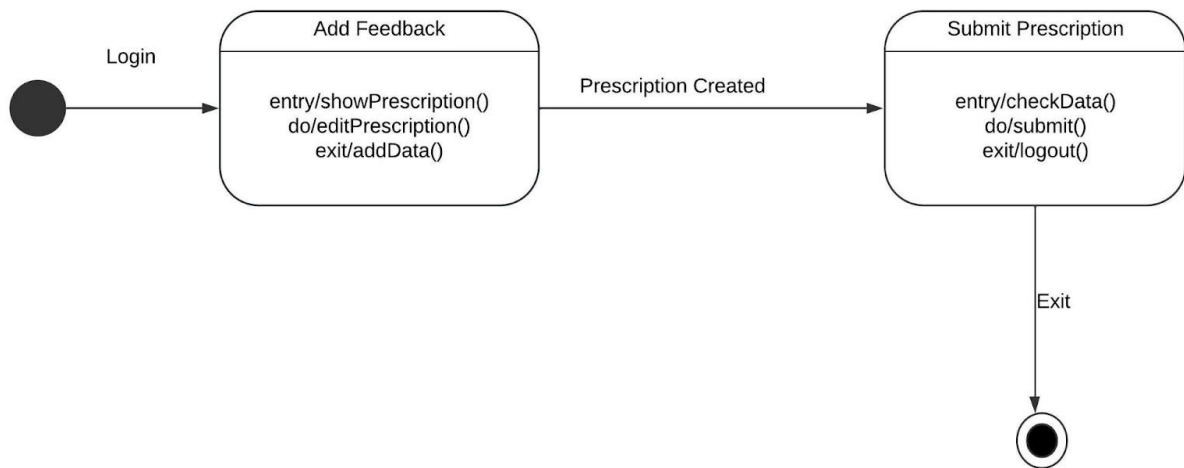 Login
Add Feedback
entry/showPrescription()
do/editPrescription()
exit/addData()
Prescription Created
Submit Prescription
entry/checkData()
do/submit()
exit/logout()
Exit